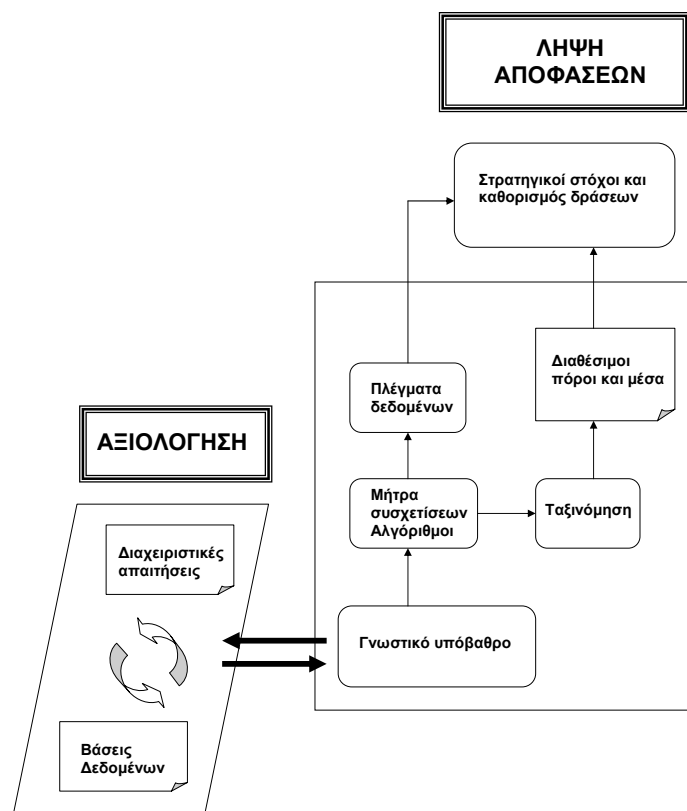 ΛΗΨΗ
ΑΠΟΦΑΣΕΩΝ
Στρατηγικοί στόχοι και
καθορισμός δράσεων
Διαθέσιμοι
πόροι και μέσα
Πλέγματα
δεδομένων
ΑΞΙΟΛΟΓΗΣΗ
Μήτρα
συσχετίσεων
Αλγόριθμοι
Ταξινόμηση
Διαχειριστικές
απαιτήσεις
Γνωστικό υπόβαθρο
Βάσεις
Δεδομένων